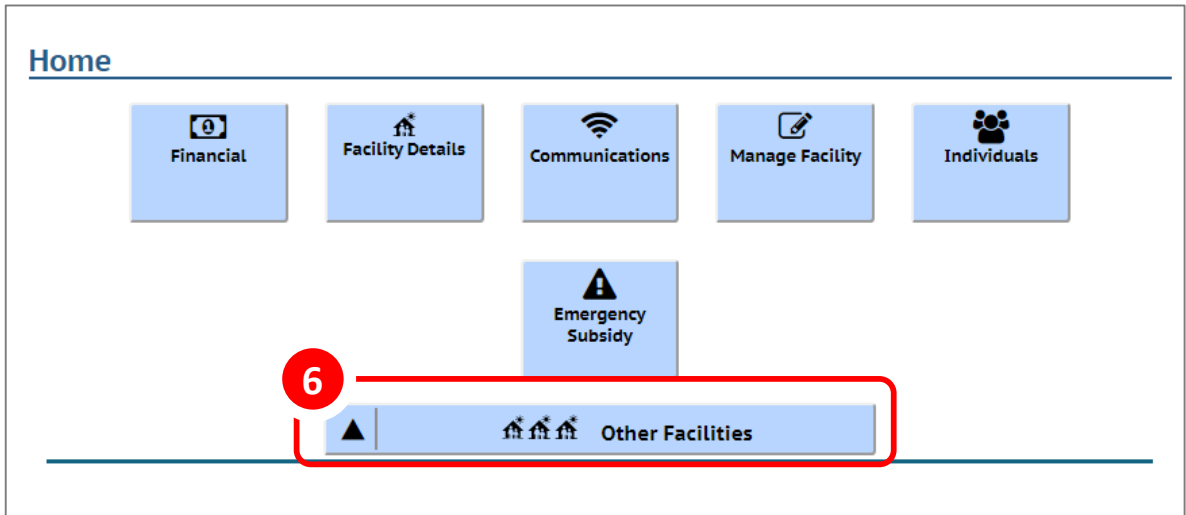 Home
Financial
Facility Details
Communications
Manage Facility
Individuals
Emergency
Subsidy
6
Other Facilities